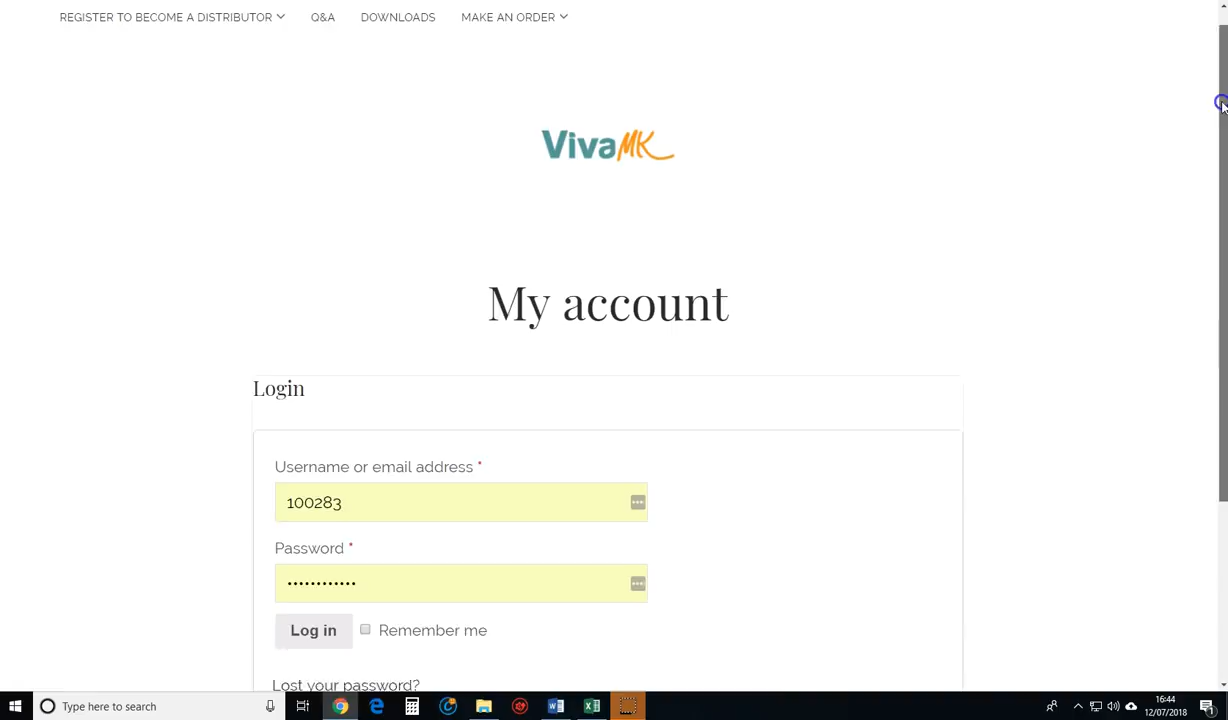 REGISTER TO BECOME A DISTRIBUTOR Q&A DOWNLOADS MAKE AN ORDER
VivaMK
My account
Login
Username or email address *
100283
Password *
••••••••••••
Log in Remember me
Lost your password?
Type here to search
16:44
12/07/2018